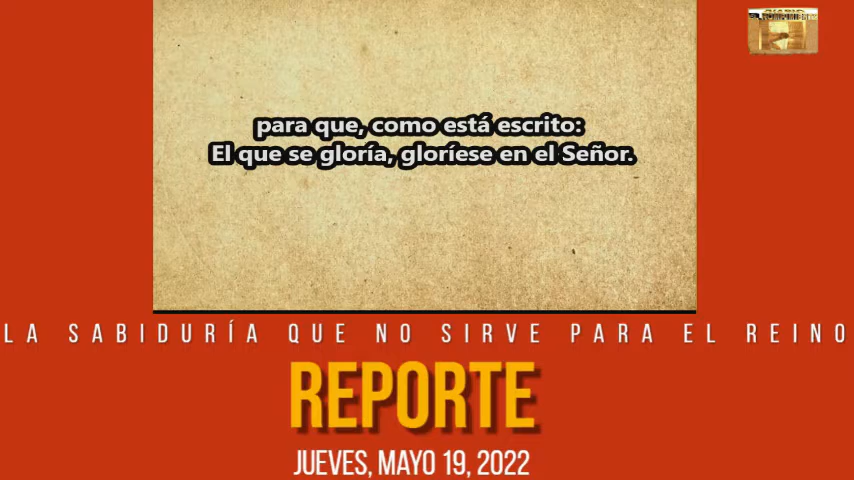 para que, como está escrito:
El que se gloría, gloríese en el Señor.
LA SABIDURÍA QUE NO SIRVE PARA EL REINO
REPORTE
JUEVES, MAYO 19, 2022